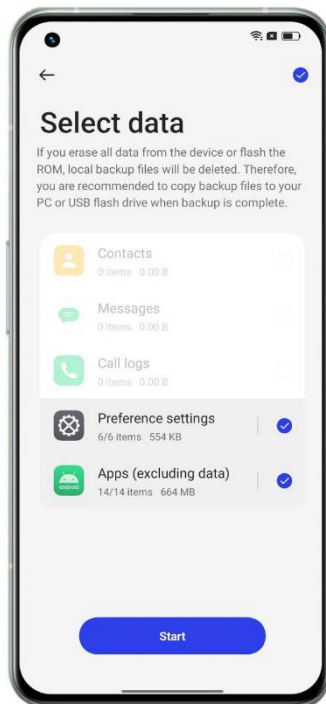 Select data
If you erase all data from the device or flash the
ROM, local backup files will be deleted. Therefore,
you are recommended to copy backup files to your
PC or USB flash drive when backup is complete.
Contacts
0 items 0.00 B
Messages
0 items 0.00 B
Call logs
0 items 0.00 B
Preference settings
6/6 items 554 KB
Apps (excluding data)
android
14/14 items 664 MB
Start